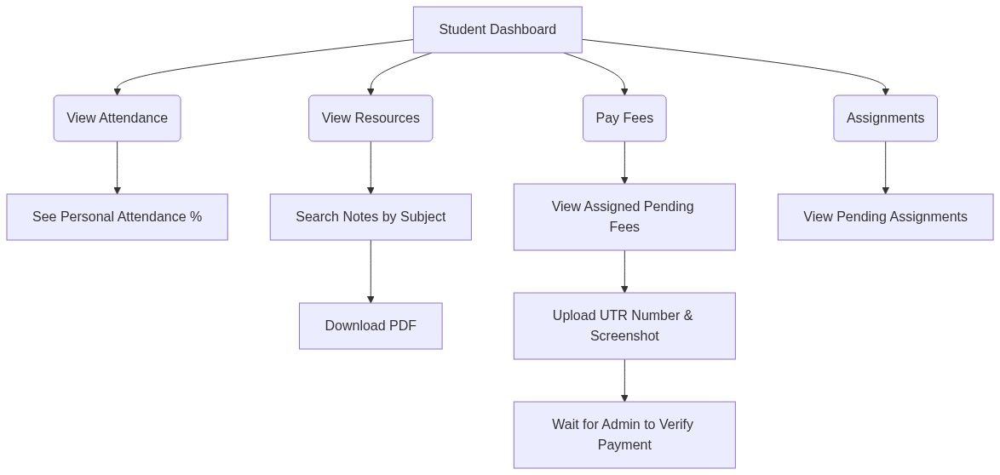 Student Dashboard
View Attendance
View Resources
Pay Fees
Assignments
See Personal Attendance %
Search Notes by Subject
View Assigned Pending
Fees
View Pending Assignments
Download PDF
Upload UTR Number &
Screenshot
Wait for Admin to Verify
Payment